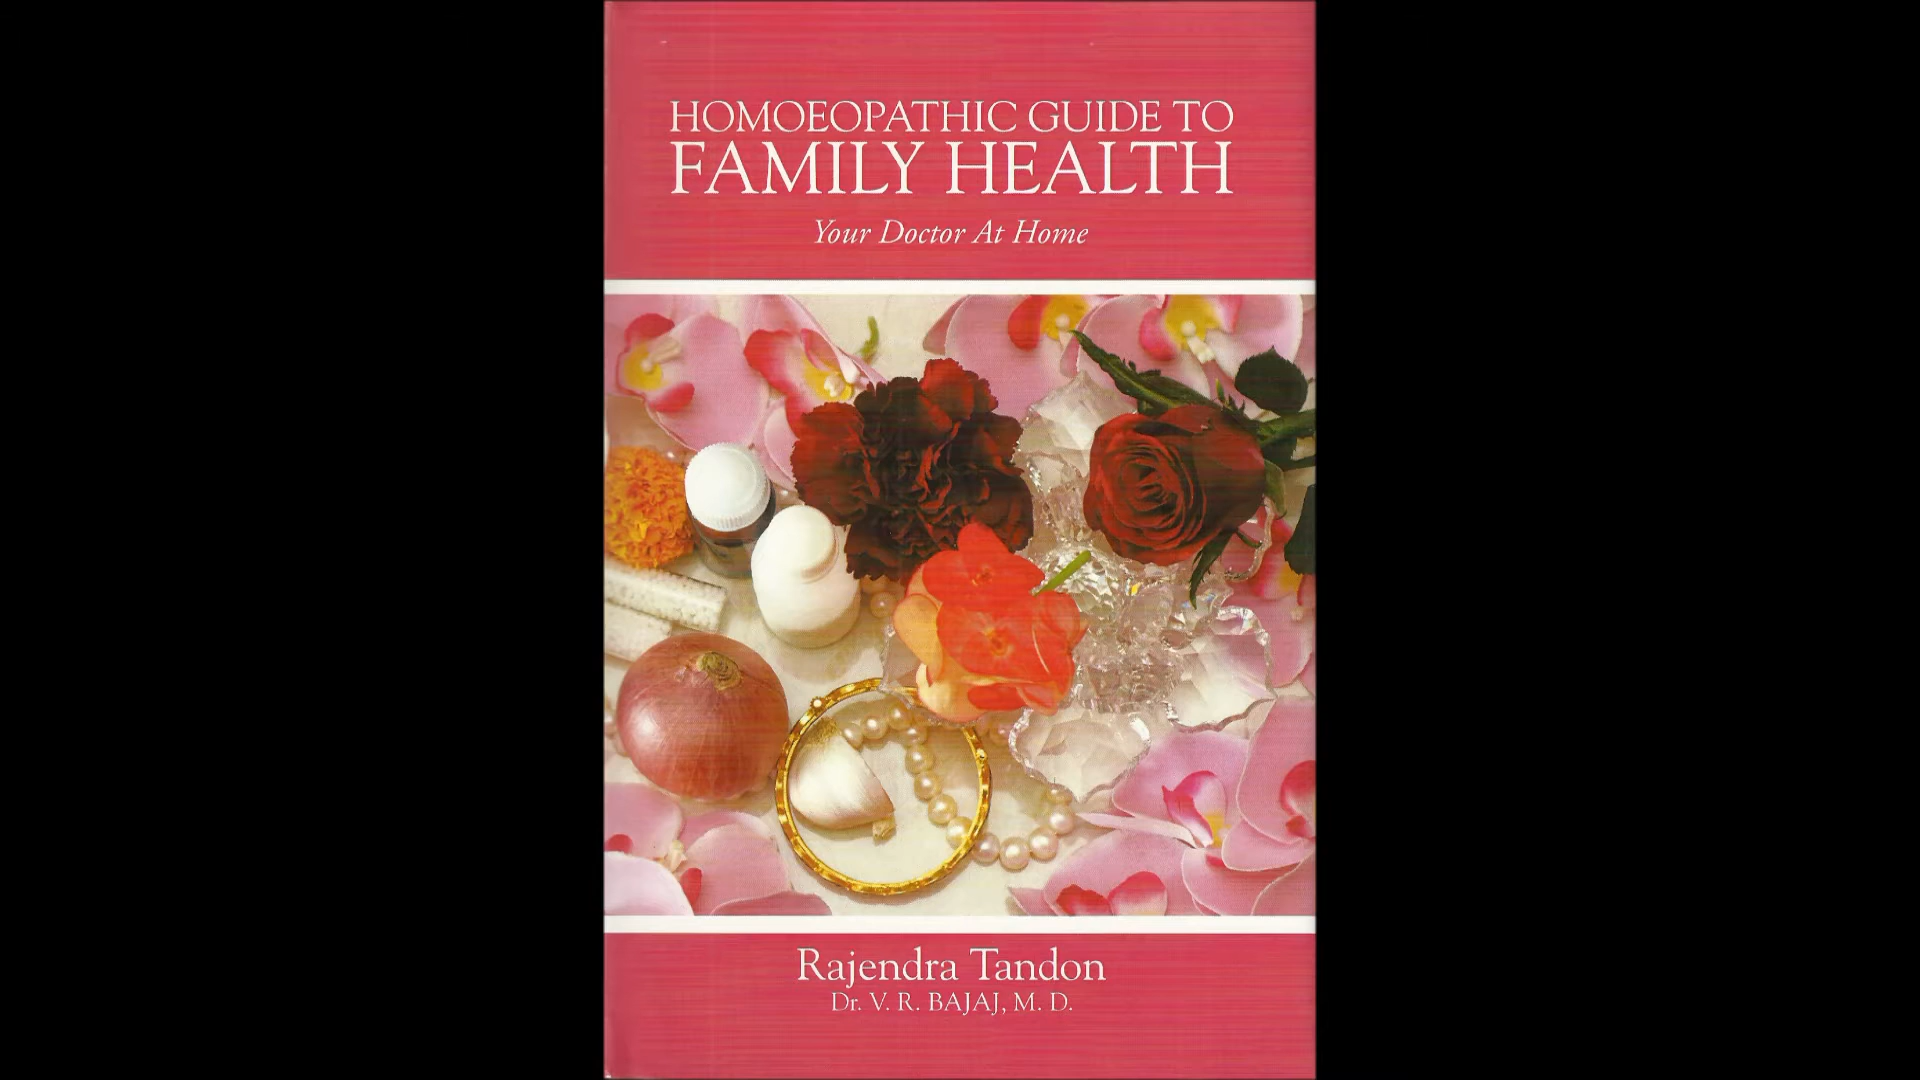 HOMOEOPATHIC GUIDE TO
FAMILY HEALTH
Your Doctor At Home
Rajendra Tandon
Dr. V. R. BAJAJ, M. D.